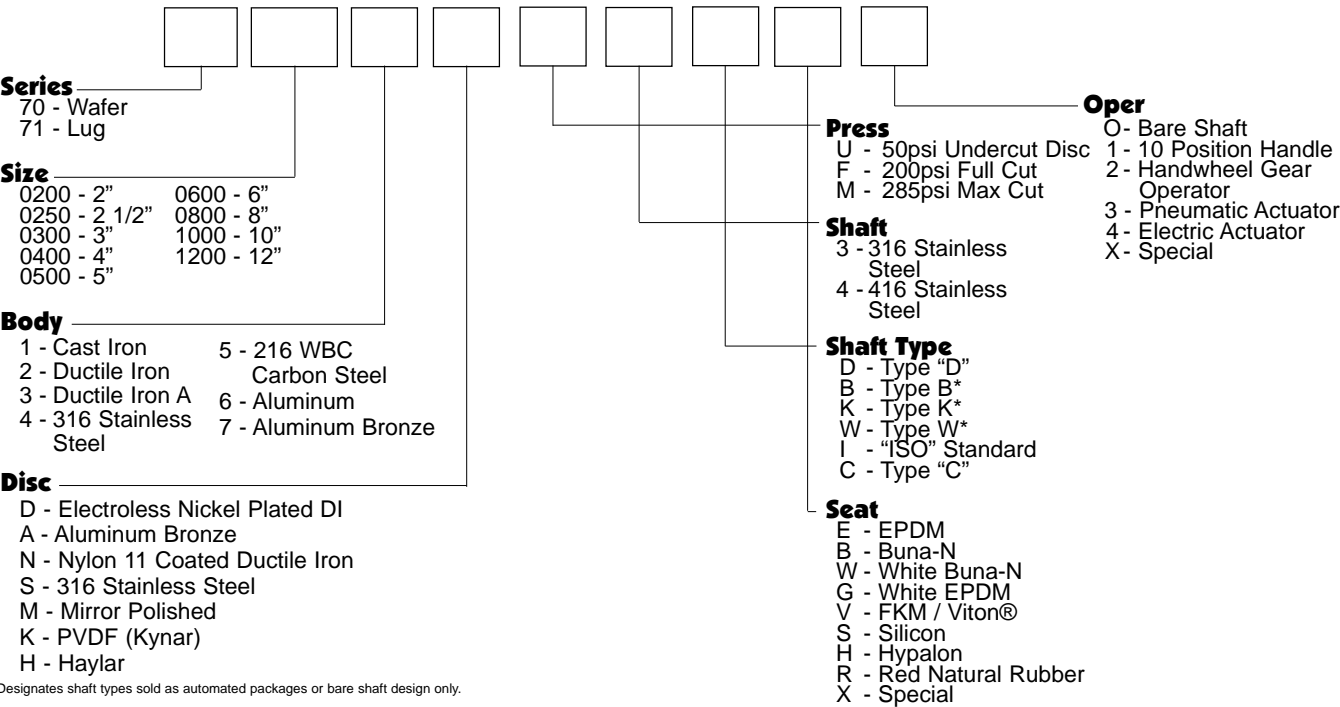 Series
70 - Wafer
71 - Lug
Size
0200 - 2”
0250 - 2 1/2”
0300 - 3”
0400 - 4”
0500 - 5”
0600 - 6”
0800 - 8”
1000 - 10”
1200 - 12”
Body
1 - Cast Iron
2 - Ductile Iron
3 - Ductile Iron A
4 - 316 Stainless
Steel
5 - 216 WBC
Carbon Steel
6 - Aluminum
7 - Aluminum Bronze
Disc
D - Electroless Nickel Plated DI
A - Aluminum Bronze
N - Nylon 11 Coated Ductile Iron
S - 316 Stainless Steel
M - Mirror Polished
K - PVDF (Kynar)
H - Haylar
Designates shaft types sold as automated packages or bare shaft design only.
Press
U - 50psi Undercut Disc
F - 200psi Full Cut
M - 285psi Max Cut
Shaft
3 - 316 Stainless
Steel
4 - 416 Stainless
Steel
Shaft Type
D - Type “D”
B - Type B*
K - Type K*
W - Type W*
I - “ISO” Standard
C - Type “C”
Seat
E - EPDM
B - Buna-N
W - White Buna-N
G - White EPDM
V - FKM / Viton®
S - Silicon
H - Hypalon
R - Red Natural Rubber
X - Special
Oper
O- Bare Shaft
1 - 10 Position Handle
2 - Handwheel Gear
Operator
3 - Pneumatic Actuator
4 - Electric Actuator
X - Special